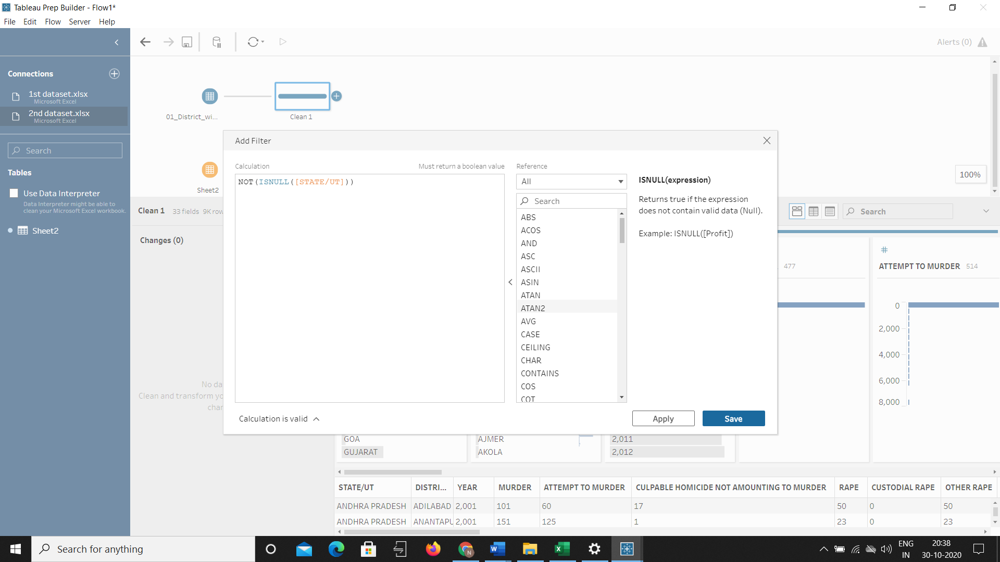 Tableau Prep Builder - Flow1*
File Edit Flow Server Help
Alerts (0)
Connections
1st dataset.xlsx
Microsoft Excel
2nd dataset.xlsx
Microsoft Excel
Search
Tables
Use Data Interpreter
Data Interpreter might be able to
clean your Microsoft Excel workbook.
Sheet2
01_District_wi...
Clean 1
Sheet2
100%
Clean 1 33 fields 9K row
Search
Changes (0)
No da
Clean and transform yo
char
Add Filter
Calculation Must return a boolean value
NOT(ISNULL([STATE/UT]))
Reference
All
Search
ABS
ACOS
AND
ASC
ASCII
ASIN
ATAN
ATAN2
AVG
CASE
CEILING
CHAR
CONTAINS
COS
COT
ISNULL(expression)
Returns true if the expression
does not contain valid data (Null).
Example: ISNULL([Profit])
Calculation is valid
Apply Save
477
#
ATTEMPT TO MURDER 514
0
2,000
4,000
6,000
8,000
GOA AJMER 2,011
GUJARAT AKOLA 2,012
STATE/UT DISTRI... YEAR MURDER ATTEMPT TO MURDER CULPABLE HOMICIDE NOT AMOUNTING TO MURDER RAPE CUSTODIAL RAPE OTHER RAPE
ANDHRA PRADESH ADILABAD 2,001 101 60 17 50 0 50
ANDHRA PRADESH ANANTAPU 2,001 151 125 1 23 0 23
Search for anything
N
W
X
ENG
IN
20:38
30-10-2020